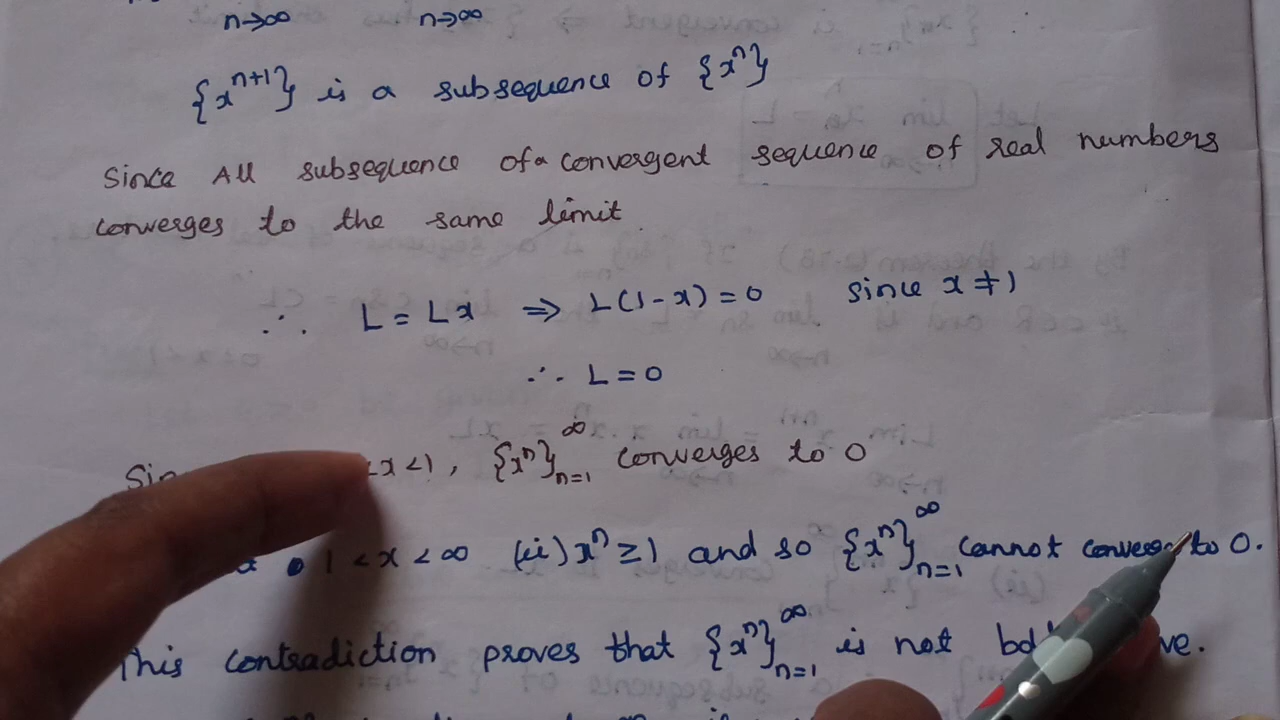 n→∞ n→∞
{x^{n+1}} is a subsequence of {x^n}
Since All subsequence of a convergent sequence of real numbers
converges to the same limit.
∴ L = Lx ⇒ L(1-x) = 0 since x ≠ 1
∴ L = 0
x < 1, {x^n}_{n=1}^∞ converges to 0
1 < x < ∞ (ii) x^n ≥ 1 and so {x^n}_{n=1}^∞ cannot to 0.
This contradiction proves that {x^n}_{n=1}^∞ is not